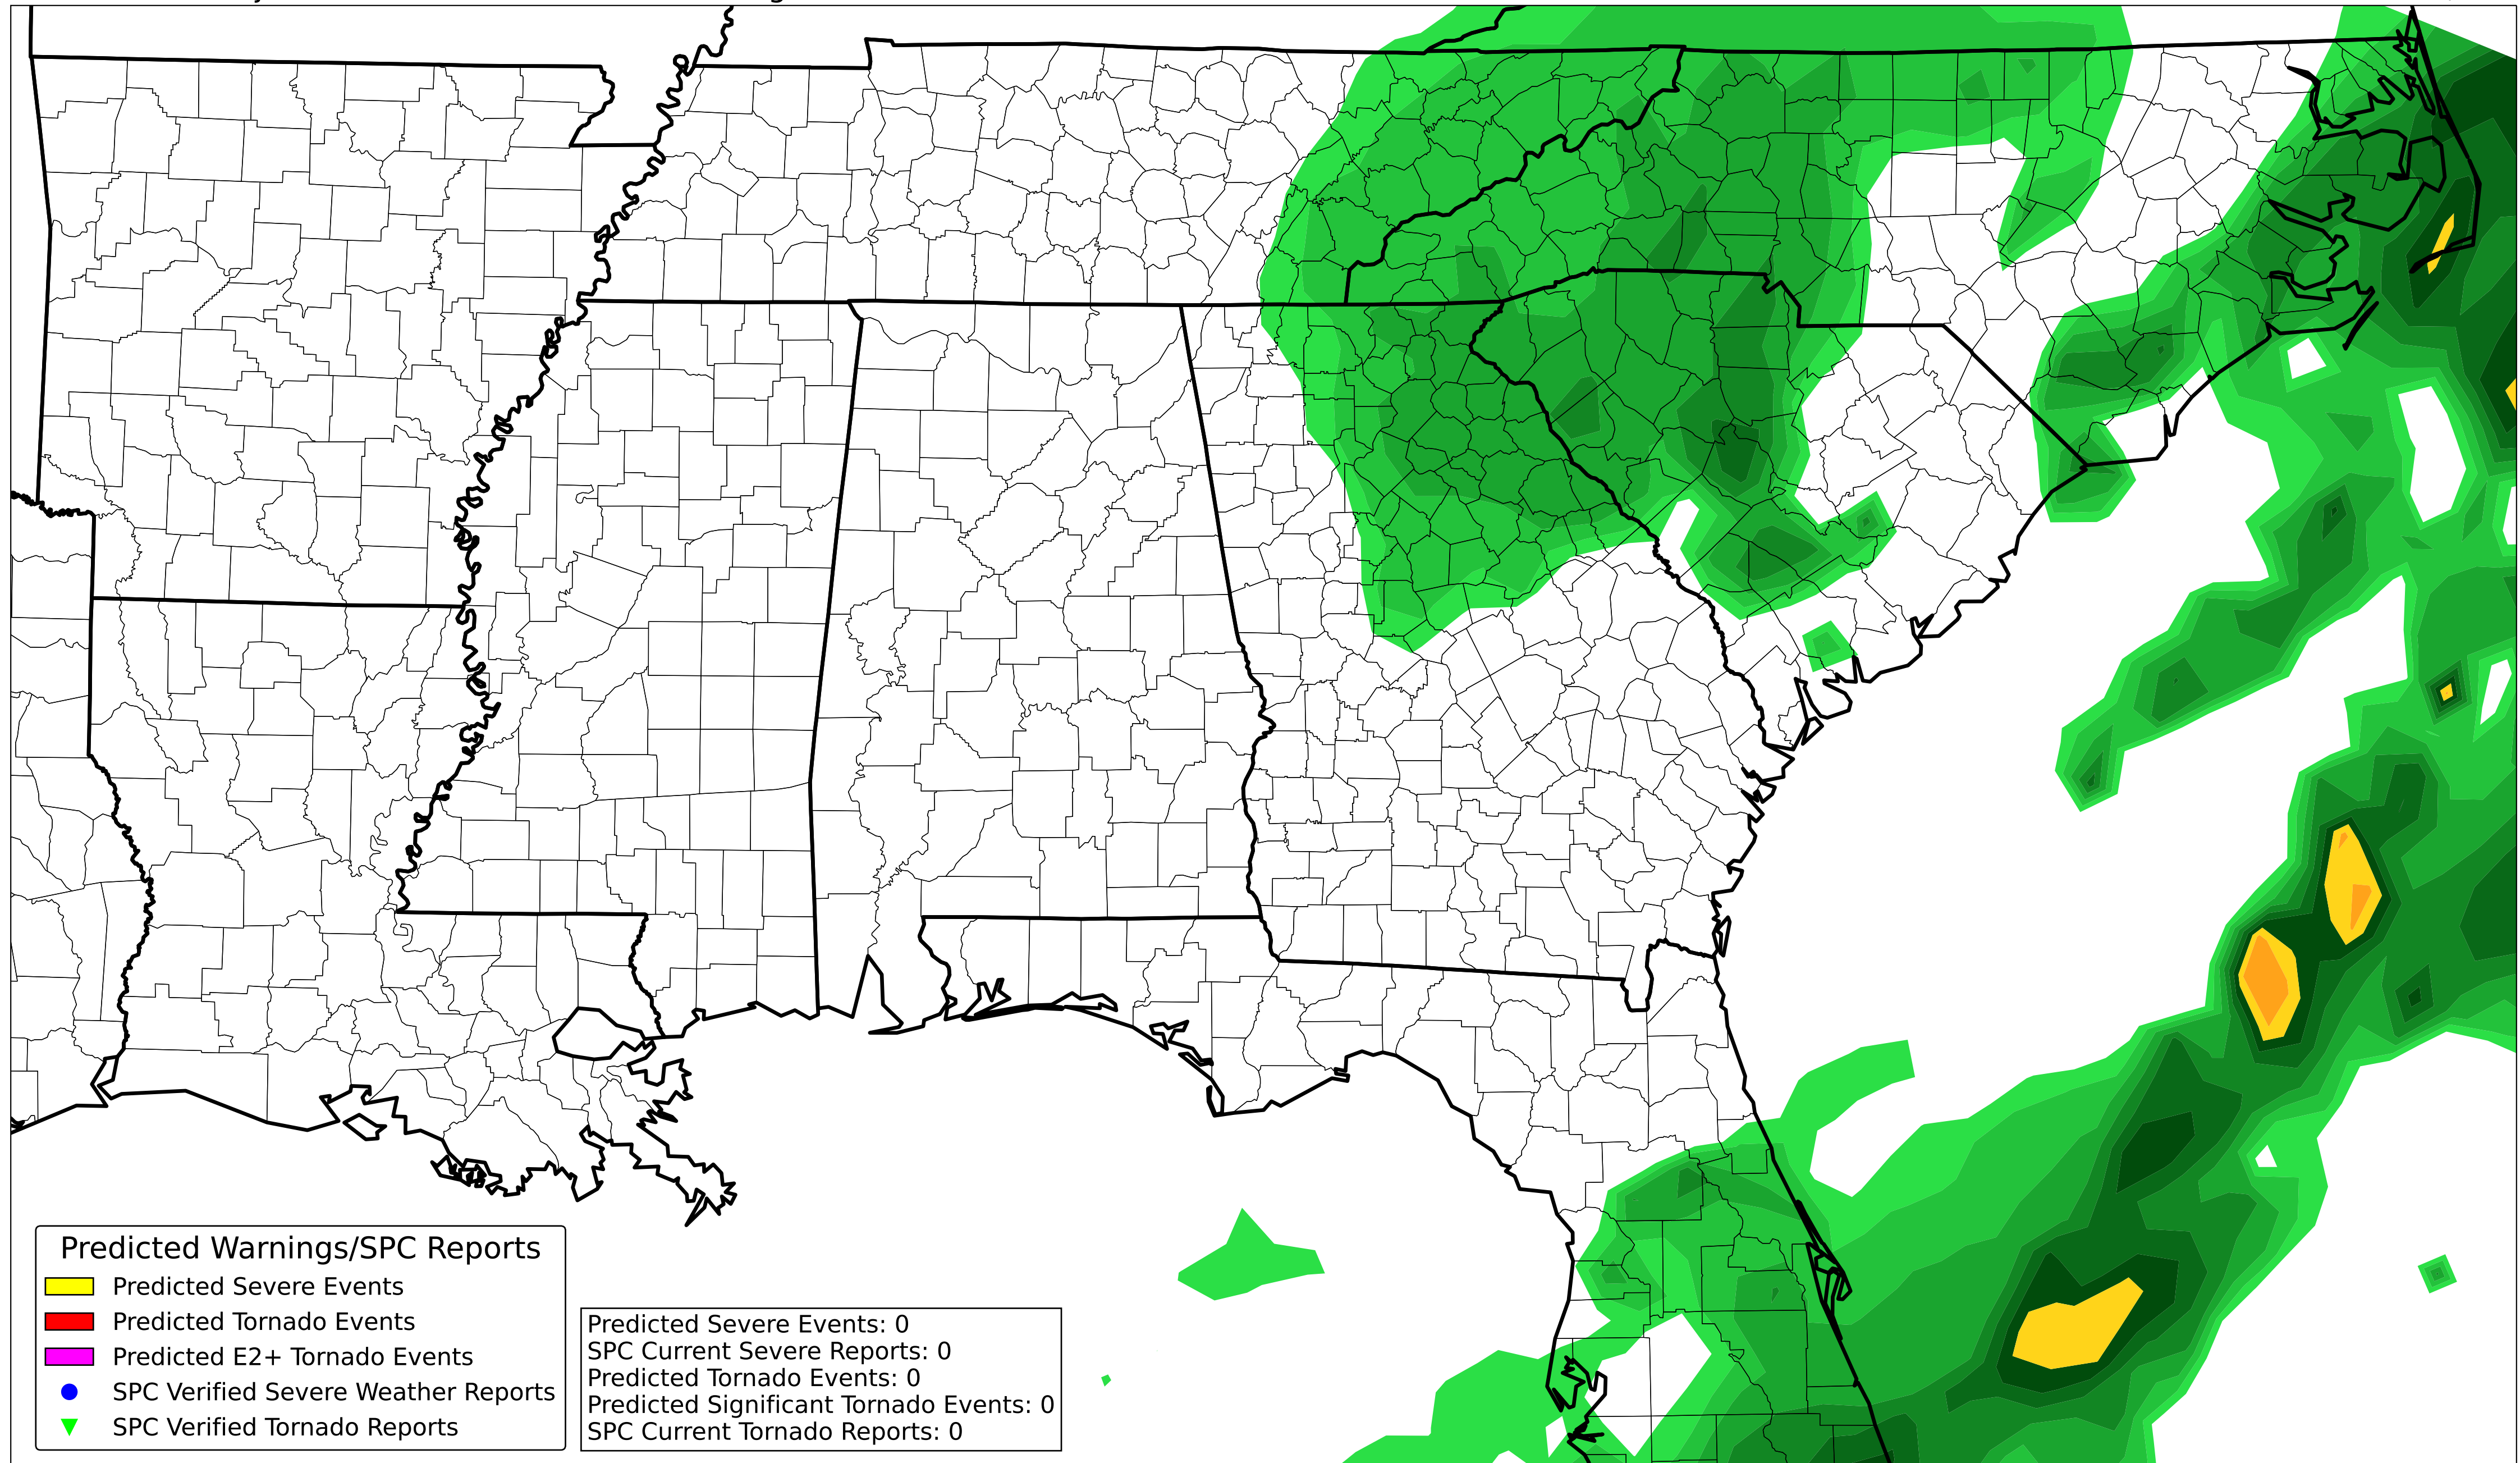 Predicted Warnings/SPC Reports
Predicted Severe Events
Predicted Tornado Events
Predicted E2+ Tornado Events
SPC Verified Severe Weather Reports
SPC Verified Tornado Reports
Predicted Severe Events: 0
SPC Current Severe Reports: 0
Predicted Tornado Events: 0
Predicted Significant Tornado Events: 0
SPC Current Tornado Reports: 0